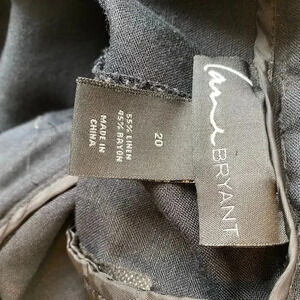 Lane BRYANT
20
55% LINEN
45% RAYON
MADE IN
CHINA